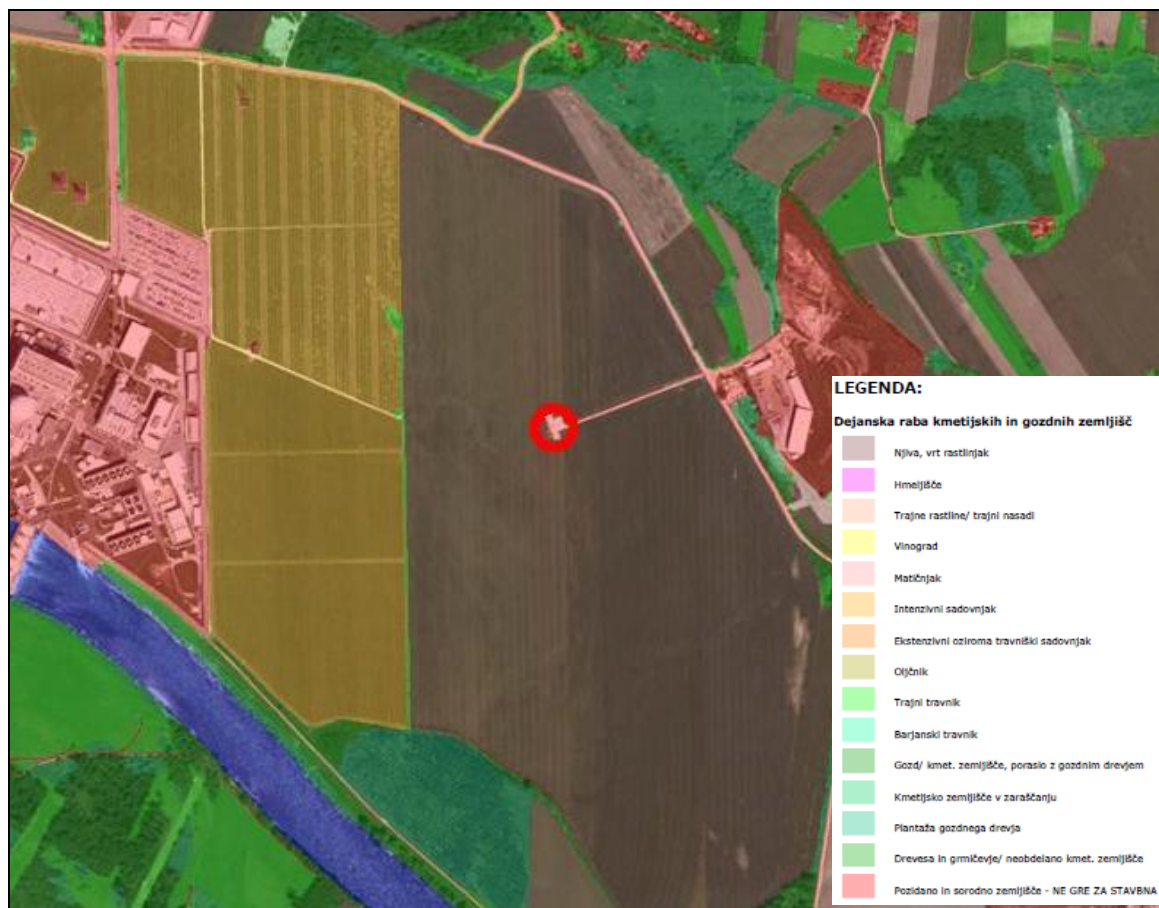 LEGENDA:
Dejanska raba kmetijskih in gozdnih zemljišč
Njiva, vrt rastlinjak
Hmeljišče
Trajne rastline/ trajni nasadi
Vinograd
Matičnjak
Intenzivni sadovnjak
Ekstenzivni oziroma travniški sadovnjak
Oljčnik
Trajni travnik
Barjanski travnik
Gozd/ kmet. zemljišče, poraslo z gozdnim drevjem
Kmetijsko zemljišče v zaraščanju
Plantaža gozdnega drevja
Drevesa in grmičevje/ neobdelano kmet. zemljišče
Pozidano in sorodno zemljišče - NE GRE ZA STAVBNA